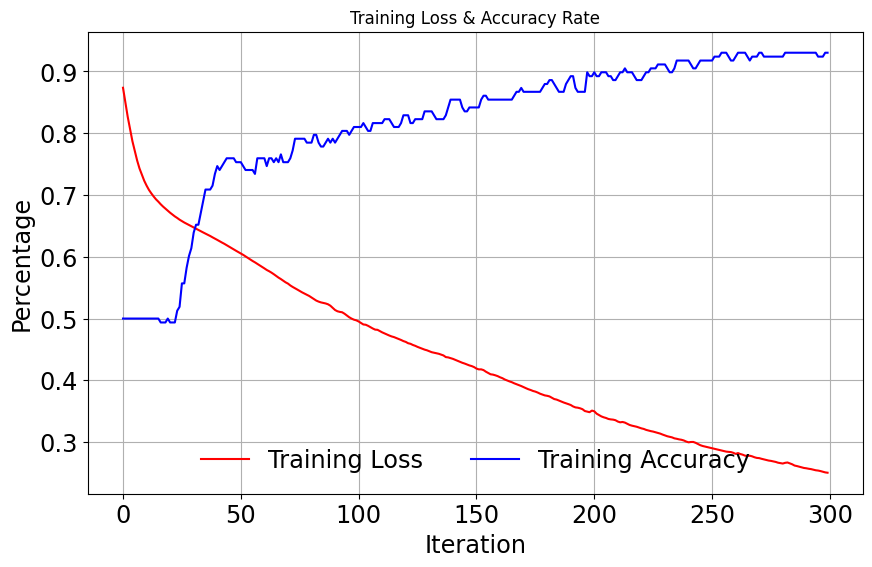 Training Loss & Accuracy Rate
Percentage
0.9
0.8
0.7
0.6
0.5
0.4
0.3
Training Loss
Training Accuracy
0 50 100 150 200 250 300
Iteration